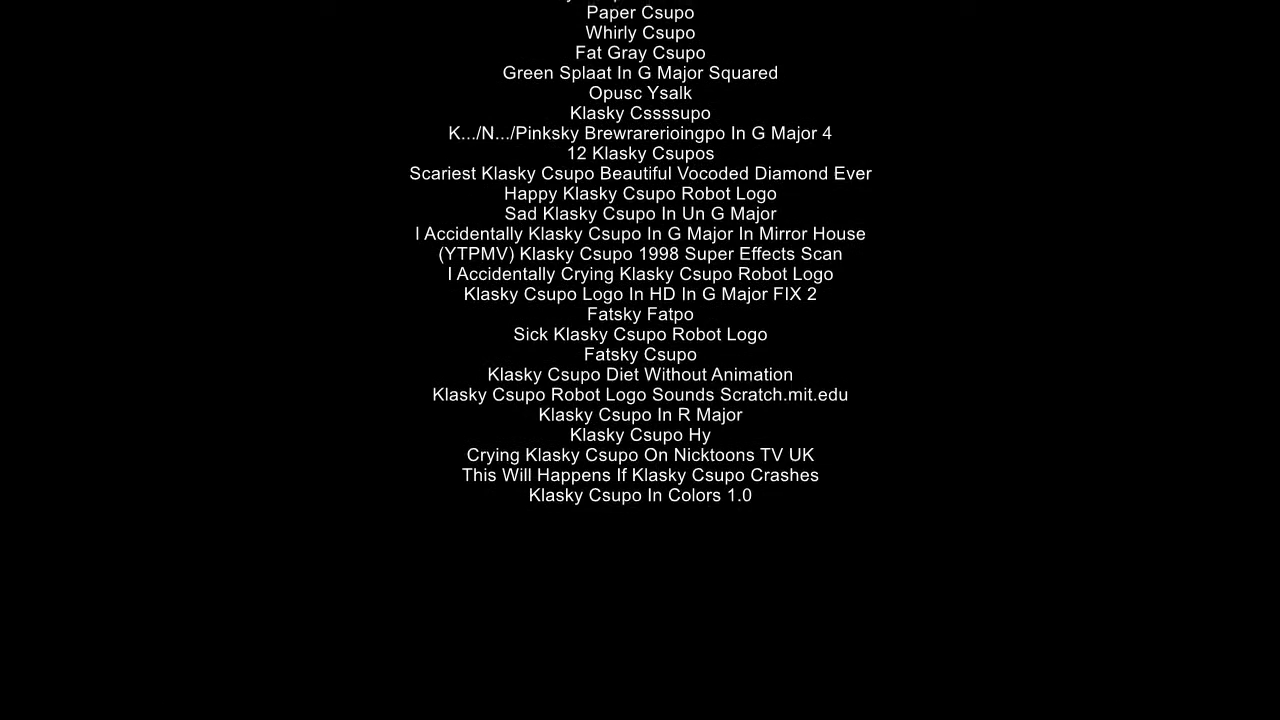 Paper Csupo
Whirly Csupo
Fat Gray Csupo
Green Splaat In G Major Squared
Opusc Ysalk
Klasky Cssssupo
K.../N.../Pinksky Brewrarerioingpo In G Major 4
12 Klasky Csupos
Scariest Klasky Csupo Beautiful Vocoded Diamond Ever
Happy Klasky Csupo Robot Logo
Sad Klasky Csupo In Un G Major
I Accidentally Klasky Csupo In G Major In Mirror House
(YTPMV) Klasky Csupo 1998 Super Effects Scan
I Accidentally Crying Klasky Csupo Robot Logo
Klasky Csupo Logo In HD In G Major FIX 2
Fatsky Fatpo
Sick Klasky Csupo Robot Logo
Fatsky Csupo
Klasky Csupo Diet Without Animation
Klasky Csupo Robot Logo Sounds Scratch.mit.edu
Klasky Csupo In R Major
Klasky Csupo Hy
Crying Klasky Csupo On Nicktoons TV UK
This Will Happens If Klasky Csupo Crashes
Klasky Csupo In Colors 1.0